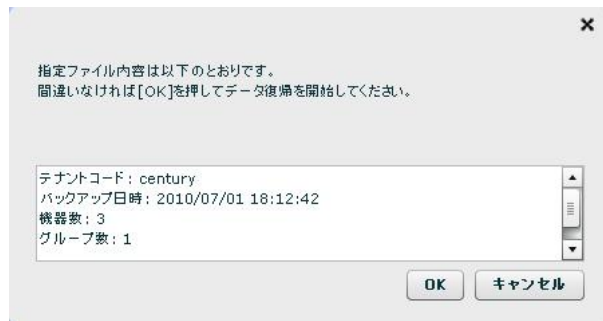 指定ファイル内容は以下のとおりです。
間違いなければ[OK]を押してデータ復帰を開始してください。
テナントコード: century
バックアップ日時: 2010/07/01 18:12:42
機器数: 3
グループ数: 1
OK キャンセル